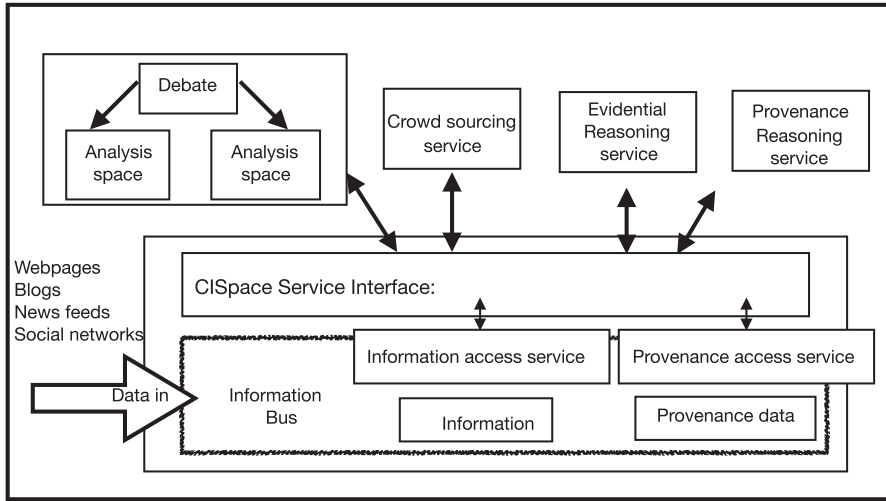 Debate
Analysis
space
Analysis
space
Crowd sourcing
service
Evidential
Reasoning
service
Provenance
Reasoning
service
Webpages
Blogs
News feeds
Social networks
CISpace Service Interface:
Information access service
Provenance access service
Data in
Information
Bus
Information
Provenance data